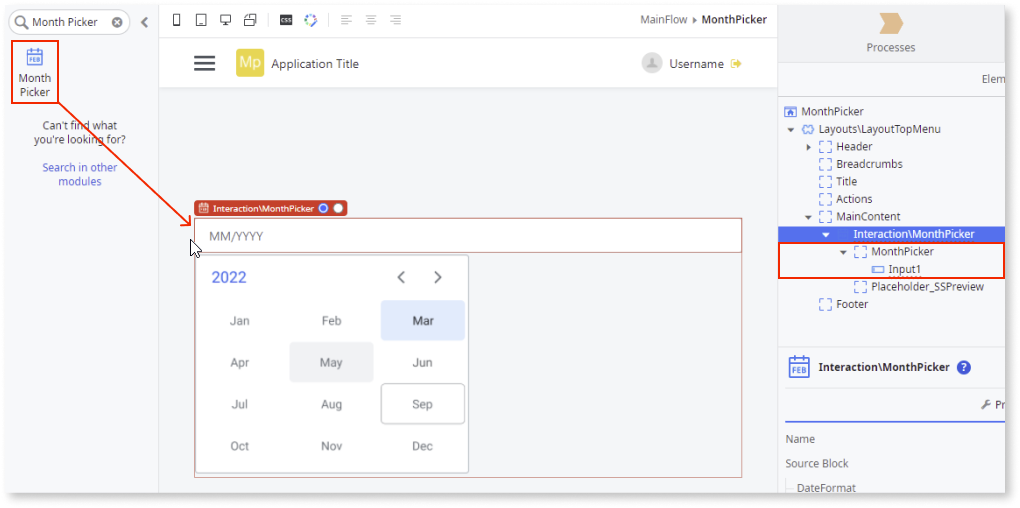 Month Picker
FEB
Month
Picker
Can't find what
you're looking for?
Search in other
modules
css
MainFlow MonthPicker
Mp Application Title
Username
Interaction\MonthPicker
MM/YYYY
2022
Jan Feb Mar
Apr May Jun
Jul Aug Sep
Oct Nov Dec
Processes
Elem
MonthPicker
Layouts\LayoutTopMenu
Header
Breadcrumbs
Title
Actions
MainContent
Interaction\MonthPicker
MonthPicker
Input1
Placeholder_SSPreview
Footer
FEB Interaction\MonthPicker ?
Pr
Name
Source Block
DateFormat